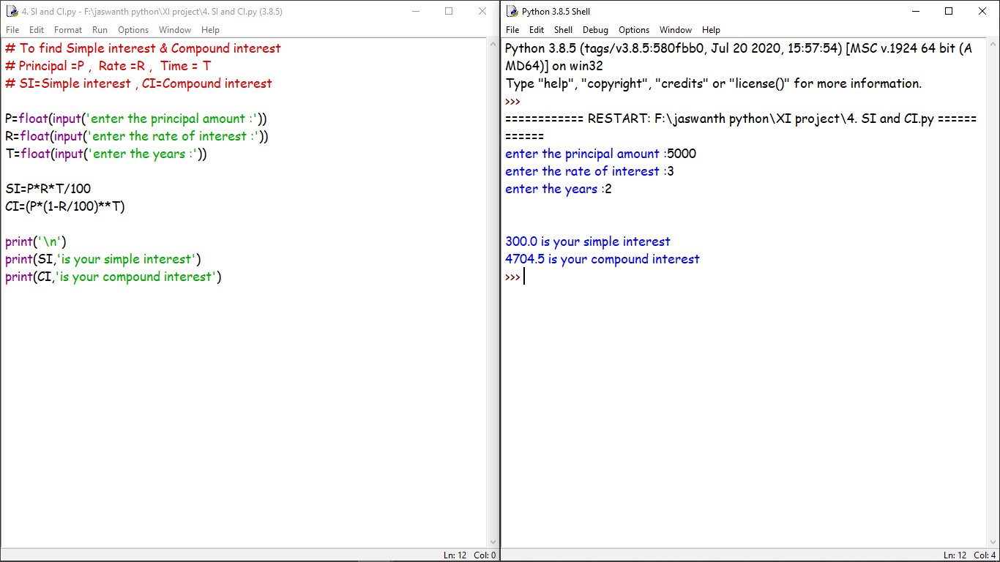 4. SI and CI.py - F:\jaswanth python\XI project\4. SI and CI.py (3.8.5)
File Edit Format Run Options Window Help
# To find Simple interest & Compound interest
# Principal =P , Rate =R , Time = T
# SI=Simple interest , CI=Compound interest
P=float(input('enter the principal amount :'))
R=float(input('enter the rate of interest :'))
T=float(input('enter the years :'))
SI=P*R*T/100
CI=(P*(1-R/100)**T)
print('\n')
print(SI,'is your simple interest')
print(CI,'is your compound interest')
Ln: 12 Col: 0
Python 3.8.5 Shell
File Edit Shell Debug Options Window Help
Python 3.8.5 (tags/v3.8.5:580fbb0, Jul 20 2020, 15:57:54) [MSC v.1924 64 bit (A
MD64)] on win32
Type "help", "copyright", "credits" or "license()" for more information.
>>>
============ RESTART: F:\jaswanth python\XI project\4. SI and CI.py ======
============
enter the principal amount :5000
enter the rate of interest :3
enter the years :2
300.0 is your simple interest
4704.5 is your compound interest
>>>
Ln: 12 Col: 4